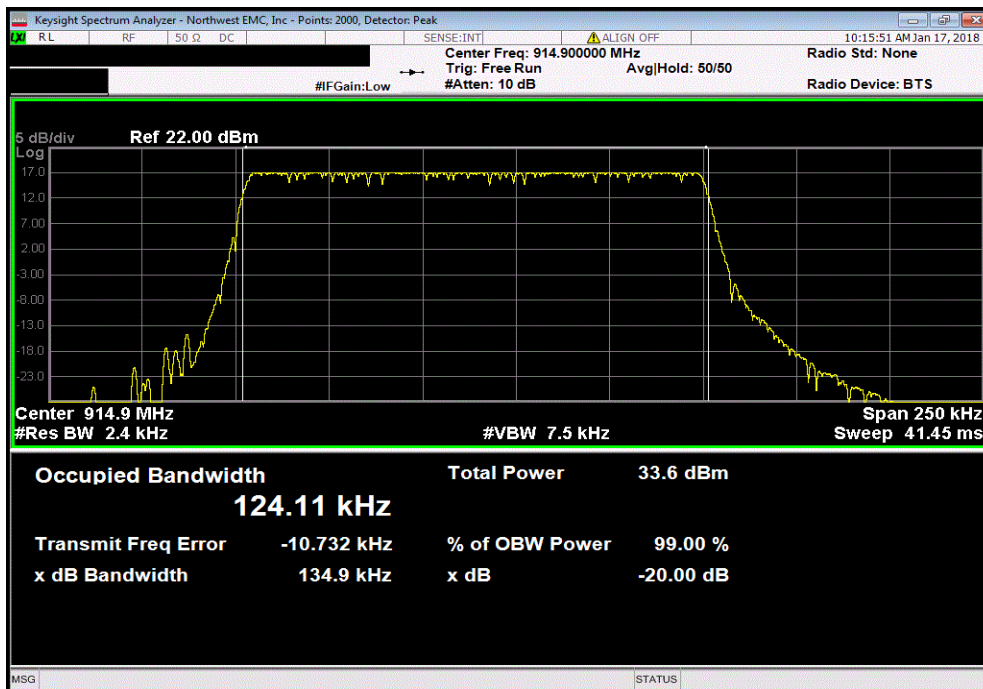 Keysight Spectrum Analyzer - Northwest EMC, Inc - Points: 2000, Detector: Peak
LXI RL RF 50 Ω DC SENSE:INT ALIGN OFF 10:15:51 AM Jan 17, 2018
Center Freq: 914.900000 MHz Radio Std: None
Trig: Free Run Avg|Hold: 50/50
#IFGain:Low #Atten: 10 dB Radio Device: BTS
5 dB/div Ref 22.00 dBm
Log
17.0
12.0
7.00
2.00
-3.00
-8.00
-13.0
-18.0
-23.0
Center 914.9 MHz Span 250 kHz
#Res BW 2.4 kHz #VBW 7.5 kHz Sweep 41.45 ms
Occupied Bandwidth Total Power 33.6 dBm
124.11 kHz
Transmit Freq Error -10.732 kHz % of OBW Power 99.00 %
x dB Bandwidth 134.9 kHz x dB -20.00 dB
MSG STATUS